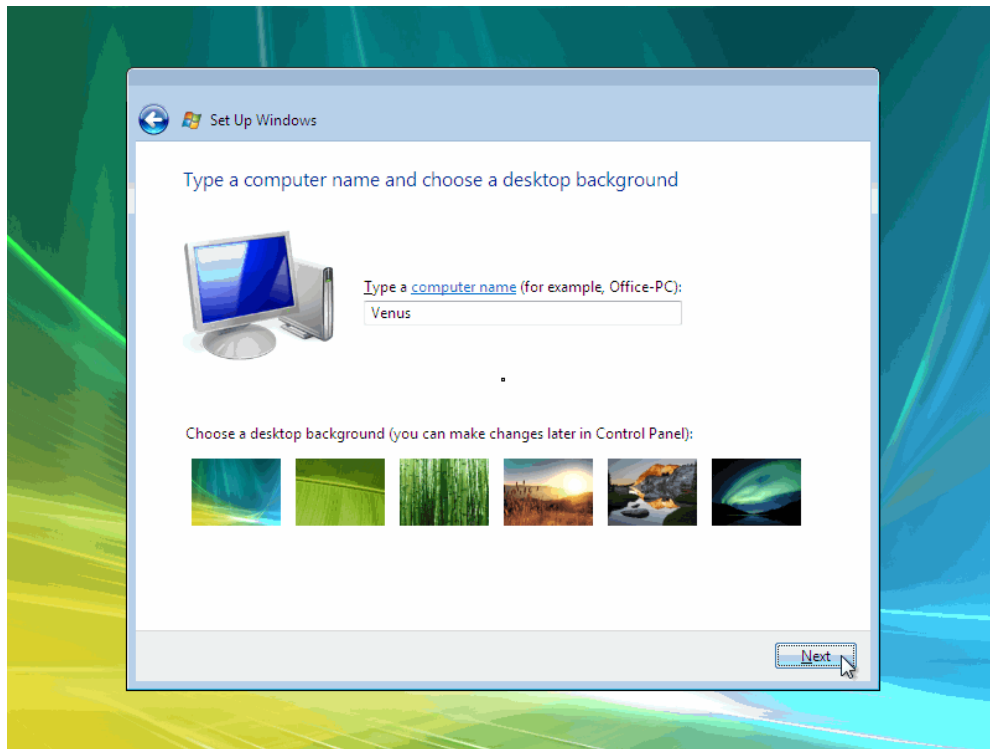 Set Up Windows
Type a computer name and choose a desktop background
Type a computer name (for example, Office-PC):
Venus
Choose a desktop background (you can make changes later in Control Panel):
Next